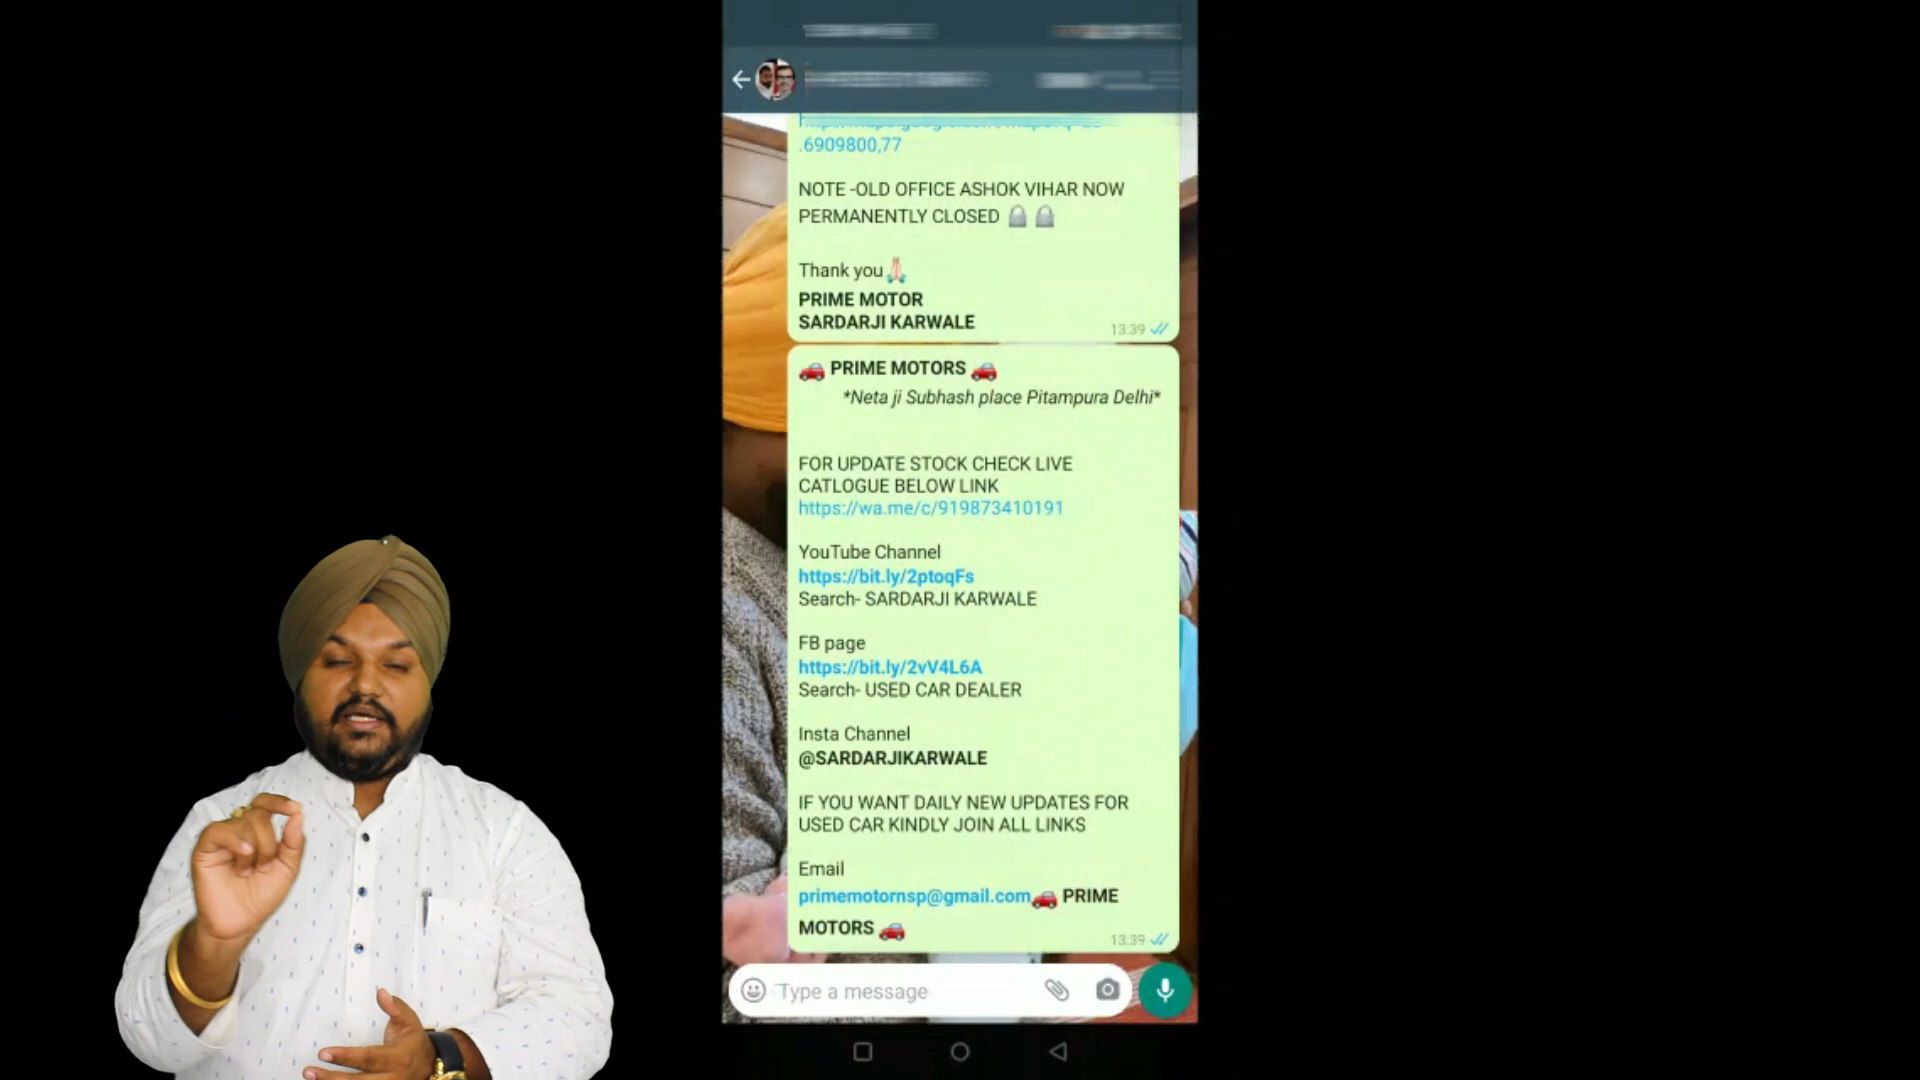 .6909800,77
NOTE -OLD OFFICE ASHOK VIHAR NOW
PERMANENTLY CLOSED 🔒 🔒
Thank you🙏🏻
PRIME MOTOR
SARDARJI KARWALE
13:39
🚗 PRIME MOTORS 🚗
*Neta ji Subhash place Pitampura Delhi*
FOR UPDATE STOCK CHECK LIVE
CATLOGUE BELOW LINK
https://wa.me/c/919873410191
YouTube Channel
https://bit.ly/2ptoqFs
Search- SARDARJI KARWALE
FB page
https://bit.ly/2vV4L6A
Search- USED CAR DEALER
Insta Channel
@SARDARJIKARWALE
IF YOU WANT DAILY NEW UPDATES FOR
USED CAR KINDLY JOIN ALL LINKS
Email
primemotornsp@gmail.com🚗 PRIME
MOTORS 🚗
13:39
Type a message